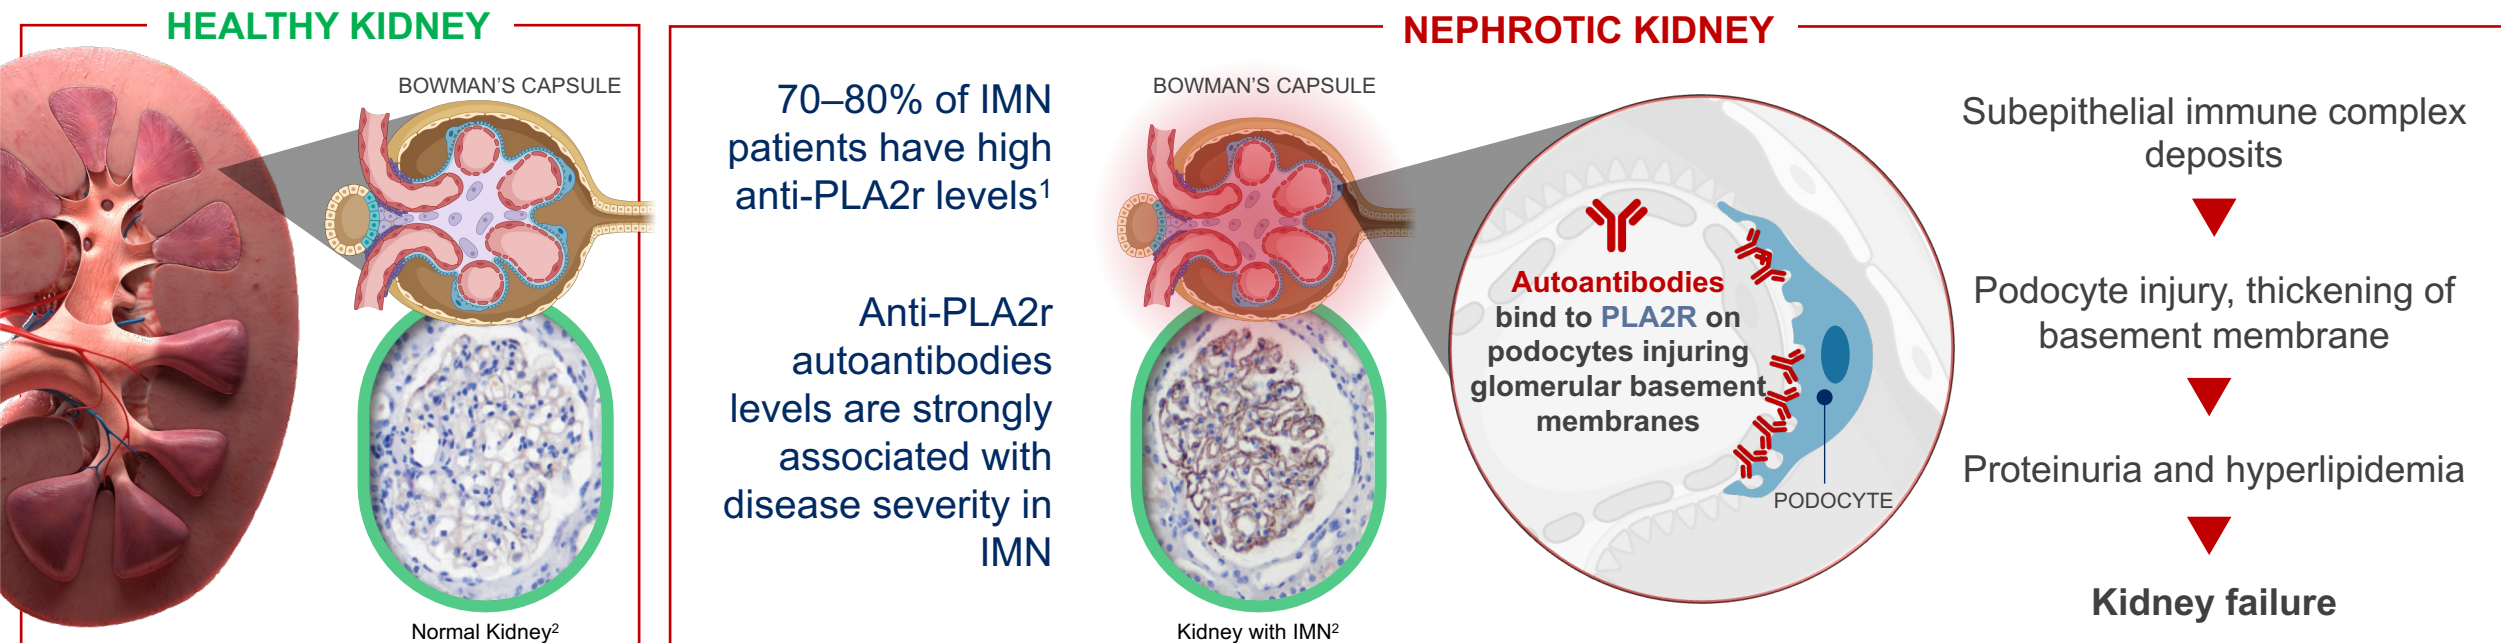 HEALTHY KIDNEY
BOWMAN’S CAPSULE
Normal Kidney²
NEPHROTIC KIDNEY
70–80% of IMN
patients have high
anti-PLA2r levels¹
Anti-PLA2r
autoantibodies
levels are strongly
associated with
disease severity in
IMN
BOWMAN’S CAPSULE
Kidney with IMN²
Autoantibodies
bind to PLA2R on
podocytes injuring
glomerular basement
membranes
PODOCYTE
Subepithelial immune complex
deposits
Podocyte injury, thickening of
basement membrane
Proteinuria and hyperlipidemia
Kidney failure